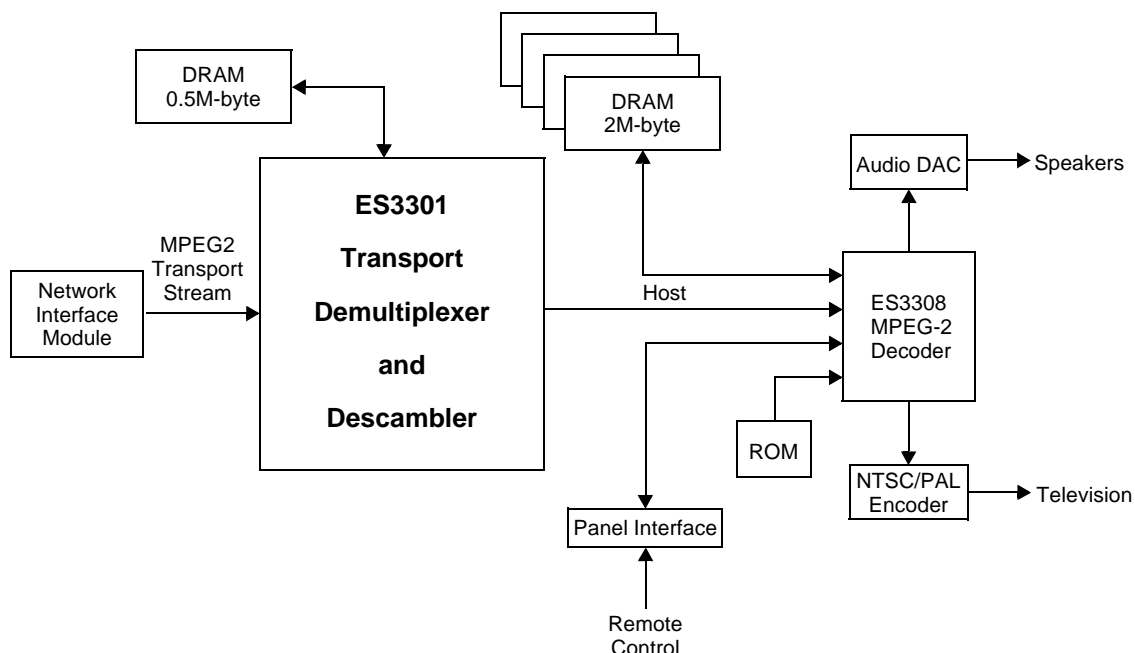 DRAM
0.5M-byte
DRAM
2M-byte
Audio DAC
Speakers
ES3301
Transport
Demultiplexer
and
Descambler
MPEG2
Transport
Stream
Network
Interface
Module
Host
ES3308
MPEG-2
Decoder
ROM
NTSC/PAL
Encoder
Television
Panel Interface
Remote
Control